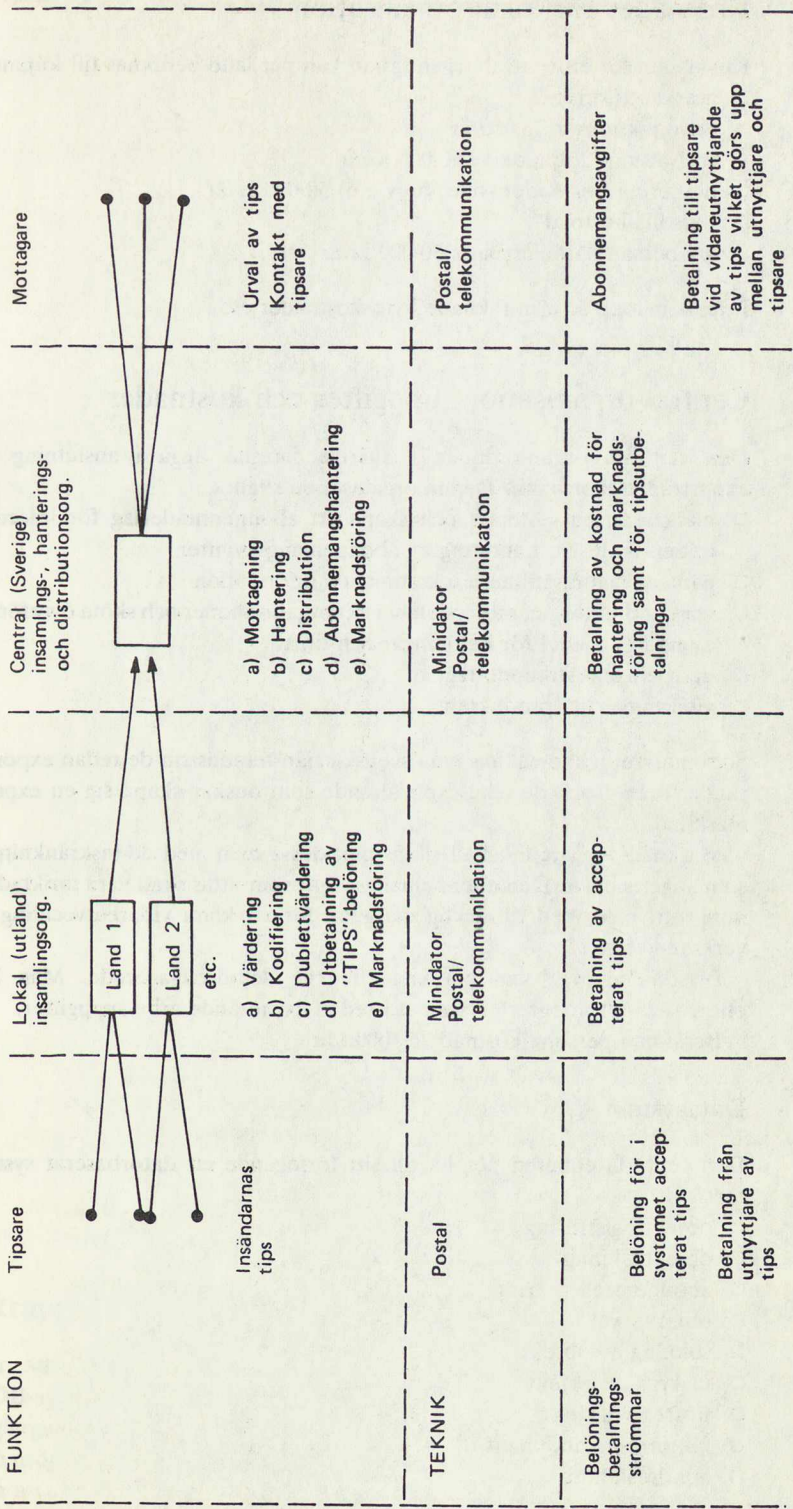 FUNKTION
Tipsare
Lokal (utland)
insamlingsorg.
Central (Sverige)
insamlings-, hanterings-
och distributionsorg.
Mottagare
Land 1
Land 2
etc.
Insändarnas
tips
a) Värdering
b) Kodifiering
c) Dublettvärdering
d) Utbetalning av
"TIPS"-belöning
e) Marknadsföring
a) Mottagning
b) Hantering
c) Distribution
d) Abonnemangshantering
e) Marknadsföring
Urval av tips
Kontakt med
tipsare
TEKNIK
Postal
Minidator
Postal/
telekommunikation
Minidator
Postal/
telekommunikation
Postal/
telekommunikation
Belönings-
betalnings-
strömmar
Belöning för i
systemet accep-
terat tips
Betalning från
utnyttjare av
tips
Betalning av accep-
terat tips
Betalning av kostnad för
hantering och marknads-
föring samt för tipsutbe-
talningar
Abonnemangsavgifter
Betalning till tipsare
vid vidareutnyttjande
av tips vilket görs upp
mellan utnyttjare och
tipsare